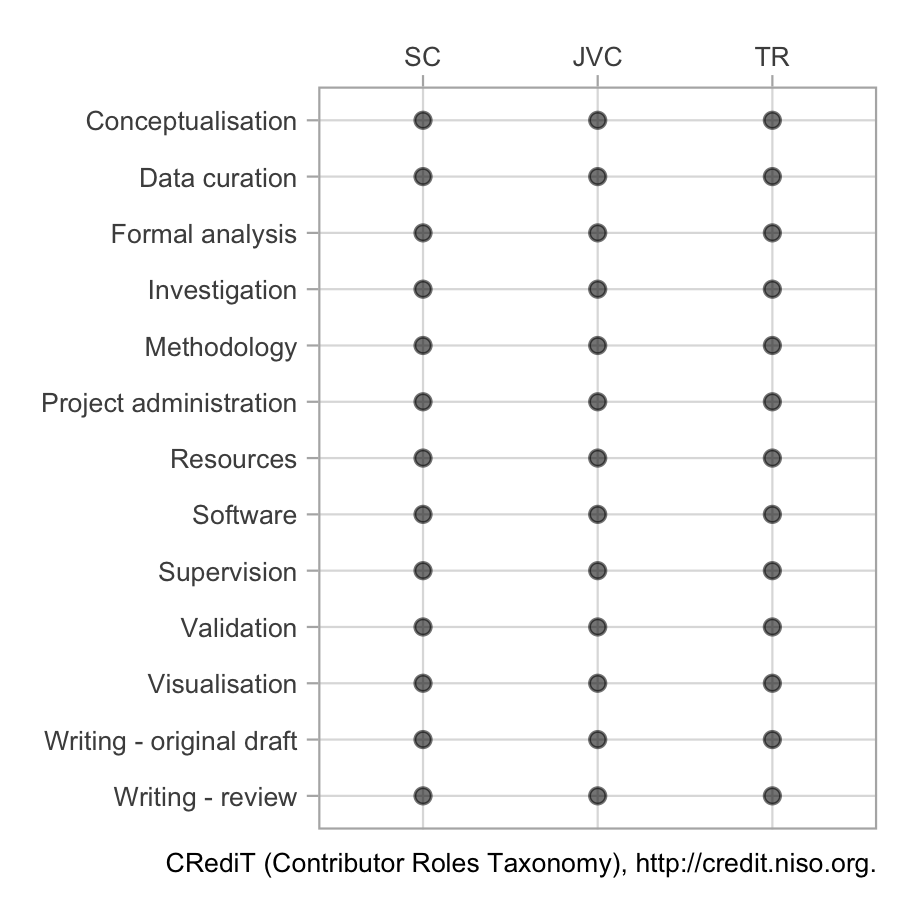 SC JVC TR
Conceptualisation
Data curation
Formal analysis
Investigation
Methodology
Project administration
Resources
Software
Supervision
Validation
Visualisation
Writing - original draft
Writing - review
CRediT (Contributor Roles Taxonomy), http://credit.niso.org.